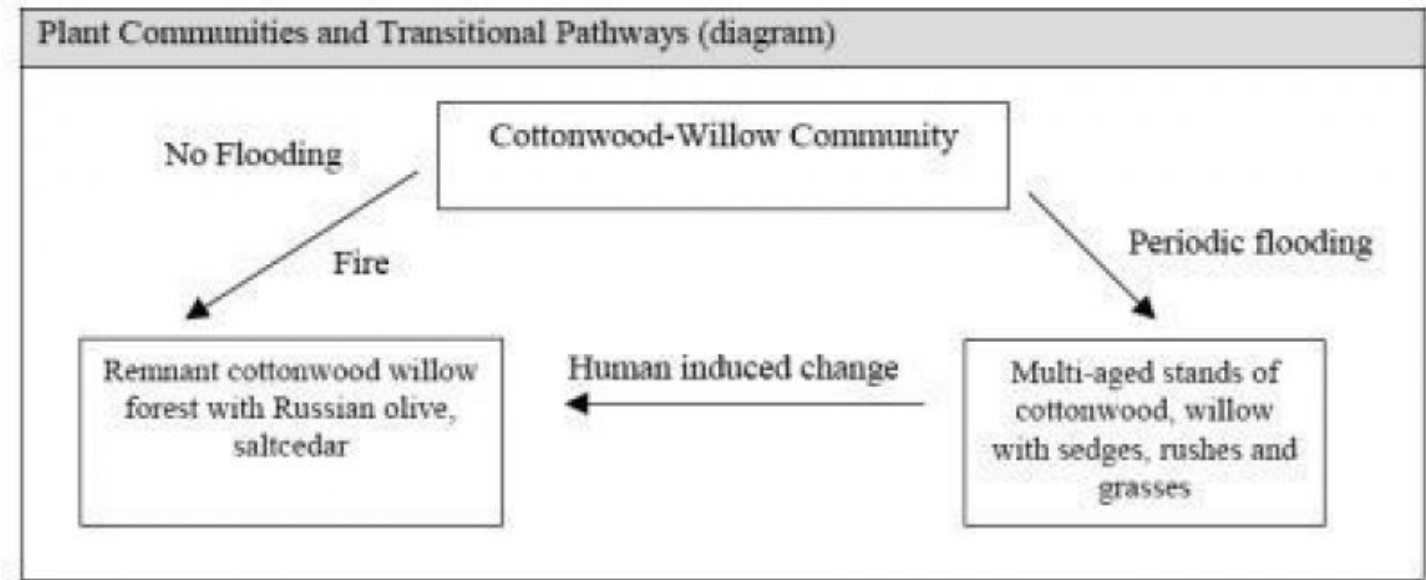 Plant Communities and Transitional Pathways (diagram)
Cottonwood-Willow Community
No Flooding
Fire
Periodic flooding
Remnant cottonwood willow
forest with Russian olive,
saltcedar
Human induced change
Multi-aged stands of
cottonwood, willow
with sedges, rushes and
grasses